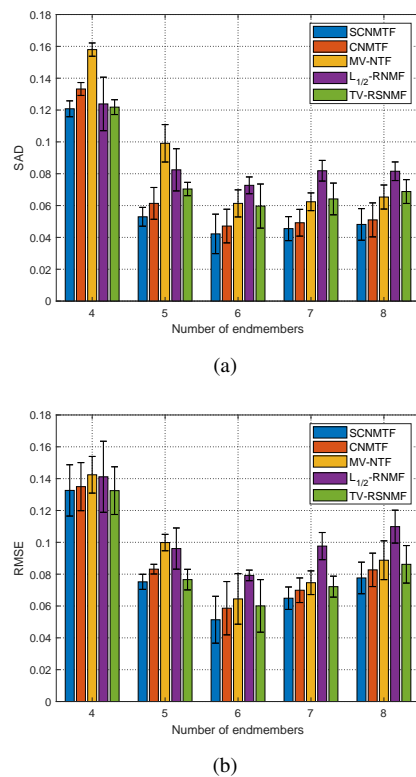 0.18
0.16
0.14
0.12
0.1
0.08
0.06
0.04
0.02
0
SAD
SCNMTF
CNMTF
MV-NTF
L1/2-RNMF
TV-RSNMF
4 5 6 7 8
Number of endmembers
(a)
0.18
0.16
0.14
0.12
0.1
0.08
0.06
0.04
0.02
0
RMSE
SCNMTF
CNMTF
MV-NTF
L1/2-RNMF
TV-RSNMF
4 5 6 7 8
Number of endmembers
(b)